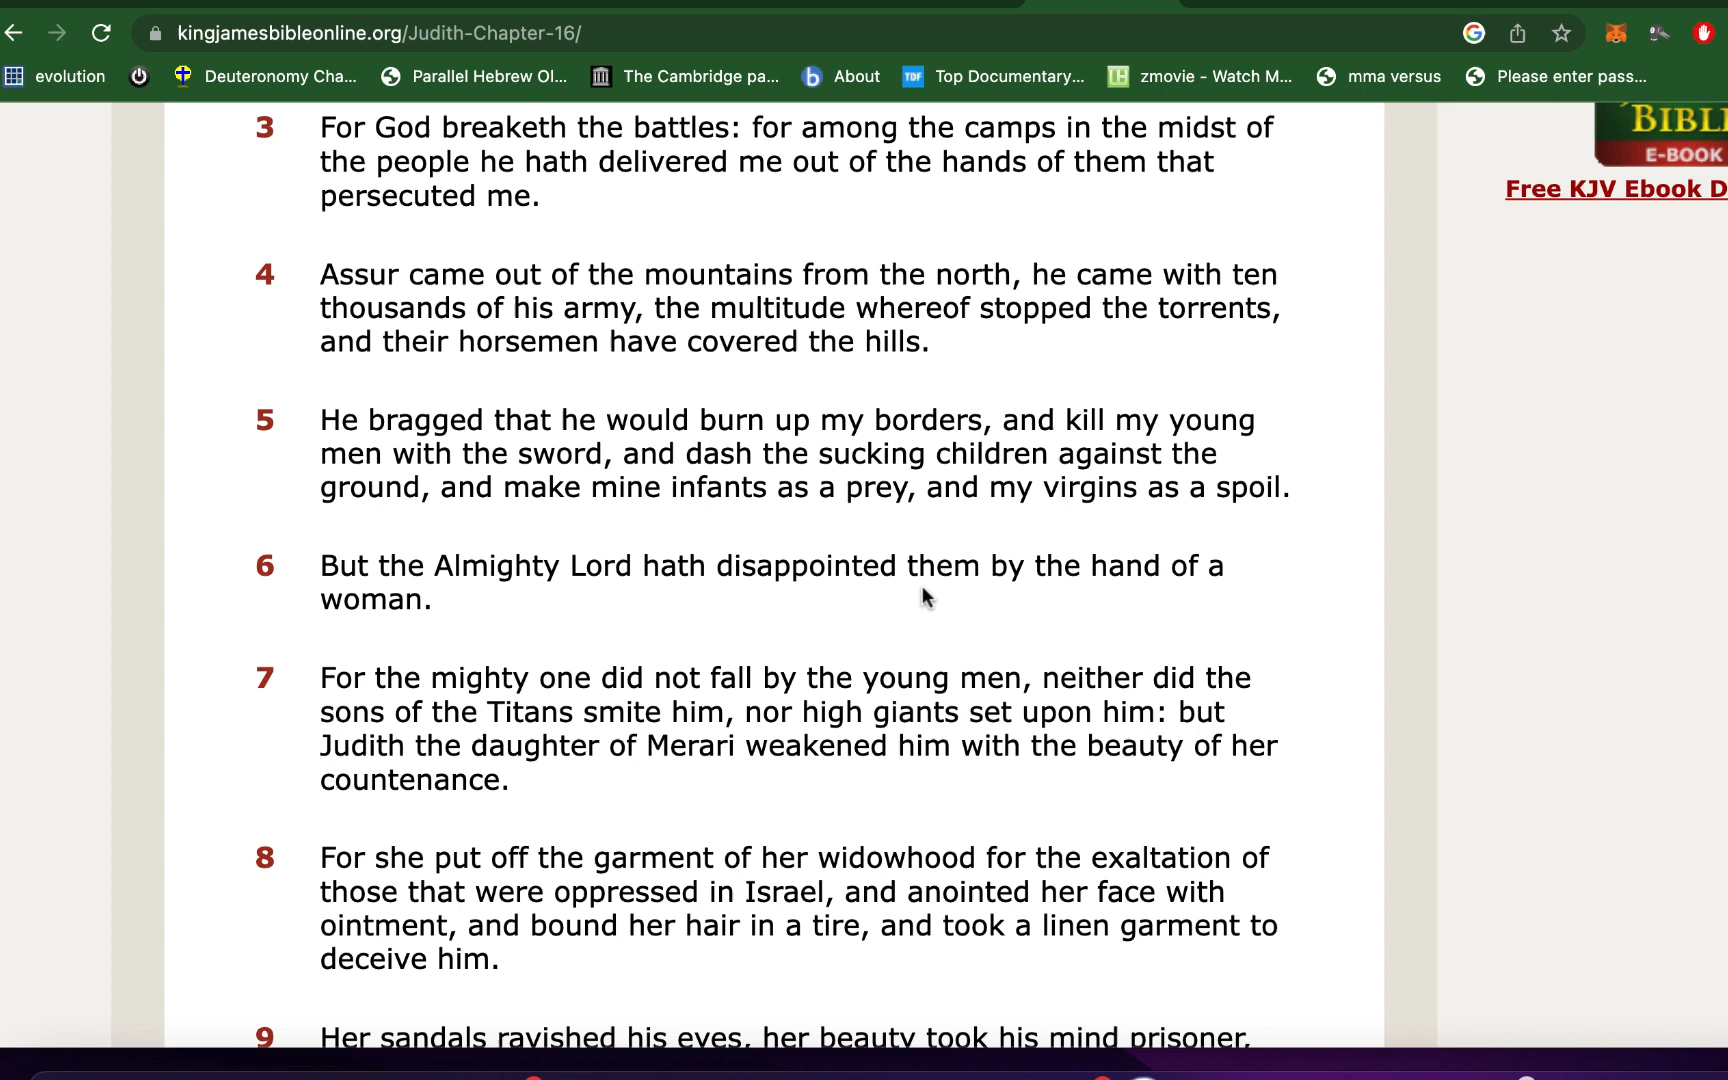 kingjamesbibleonline.org/Judith-Chapter-16/
evolution Deuteronomy Cha... Parallel Hebrew Ol... The Cambridge pa... b About TDF Top Documentary... zmovie - Watch M... mma versus Please enter pass...
BIBL
E-BOOK
Free KJV Ebook D
3 For God breaketh the battles: for among the camps in the midst of
the people he hath delivered me out of the hands of them that
persecuted me.
4 Assur came out of the mountains from the north, he came with ten
thousands of his army, the multitude whereof stopped the torrents,
and their horsemen have covered the hills.
5 He bragged that he would burn up my borders, and kill my young
men with the sword, and dash the sucking children against the
ground, and make mine infants as a prey, and my virgins as a spoil.
6 But the Almighty Lord hath disappointed them by the hand of a
woman.
7 For the mighty one did not fall by the young men, neither did the
sons of the Titans smite him, nor high giants set upon him: but
Judith the daughter of Merari weakened him with the beauty of her
countenance.
8 For she put off the garment of her widowhood for the exaltation of
those that were oppressed in Israel, and anointed her face with
ointment, and bound her hair in a tire, and took a linen garment to
deceive him.
9 Her sandals ravished his eyes, her beauty took his mind prisoner,